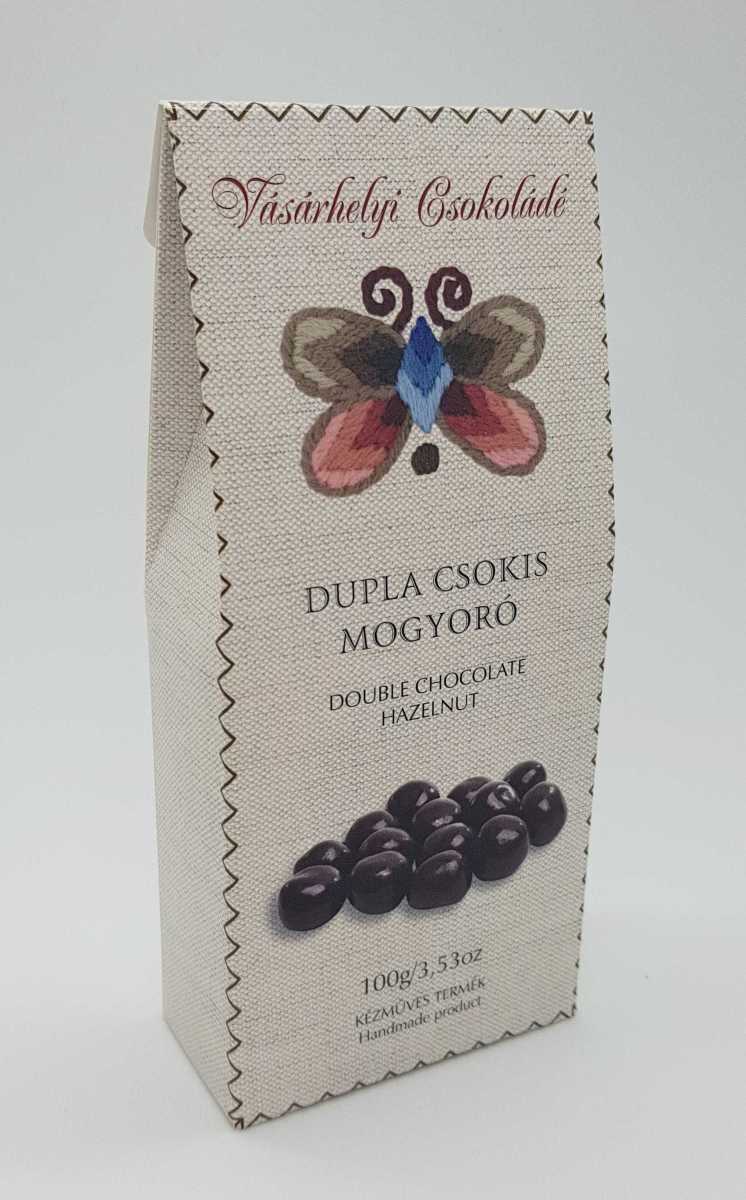 Vásárhelyi Csokoládé
DUPLA CSOKIS
MOGYORÓ
DOUBLE CHOCOLATE
HAZELNUT
100g/3,53oz
KÉZMŰVES TERMÉK
Handmade product